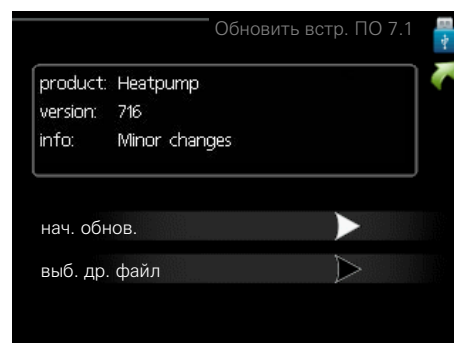 Обновить встр. ПО 7.1
product: Heatpump
version: 716
info: Minor changes
нач. обнов.
выб. др. файл